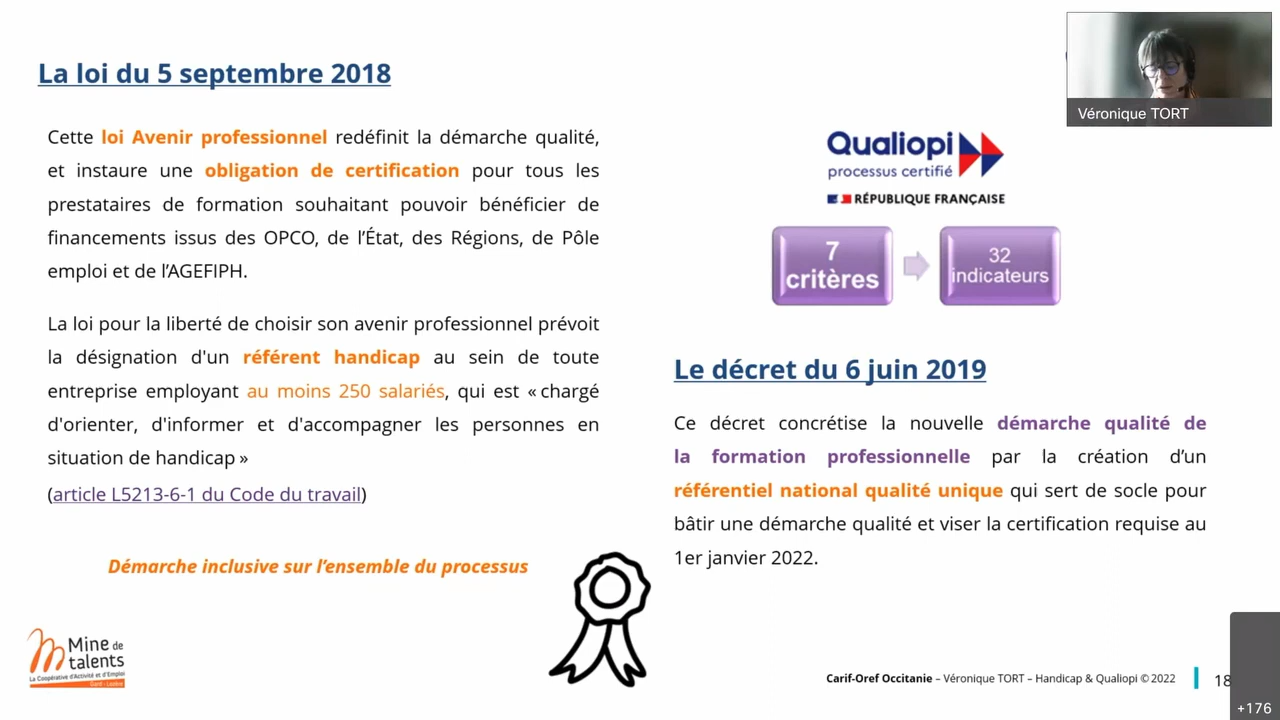 La loi du 5 septembre 2018
Cette loi Avenir professionnel redéfinit la démarche qualité,
et instaure une obligation de certification pour tous les
prestataires de formation souhaitant pouvoir bénéficier de
financements issus des OPCO, de l’État, des Régions, de Pôle
emploi et de l’AGEFIPH.
La loi pour la liberté de choisir son avenir professionnel prévoit
la désignation d'un référent handicap au sein de toute
entreprise employant au moins 250 salariés, qui est « chargé
d'orienter, d'informer et d'accompagner les personnes en
situation de handicap »
(article L5213-6-1 du Code du travail)
Démarche inclusive sur l’ensemble du processus
Mine de
talents
La Coopérative d'Activité et d'Emploi
Gard - Lozère
Véronique TORT
Qualiopi
processus certifié
RÉPUBLIQUE FRANÇAISE
7
critères
32
indicateurs
Le décret du 6 juin 2019
Ce décret concrétise la nouvelle démarche qualité de
la formation professionnelle par la création d’un
référentiel national qualité unique qui sert de socle pour
bâtir une démarche qualité et viser la certification requise au
1er janvier 2022.
Carif-Oref Occitanie – Véronique TORT – Handicap & Qualiopi © 2022
18
+176